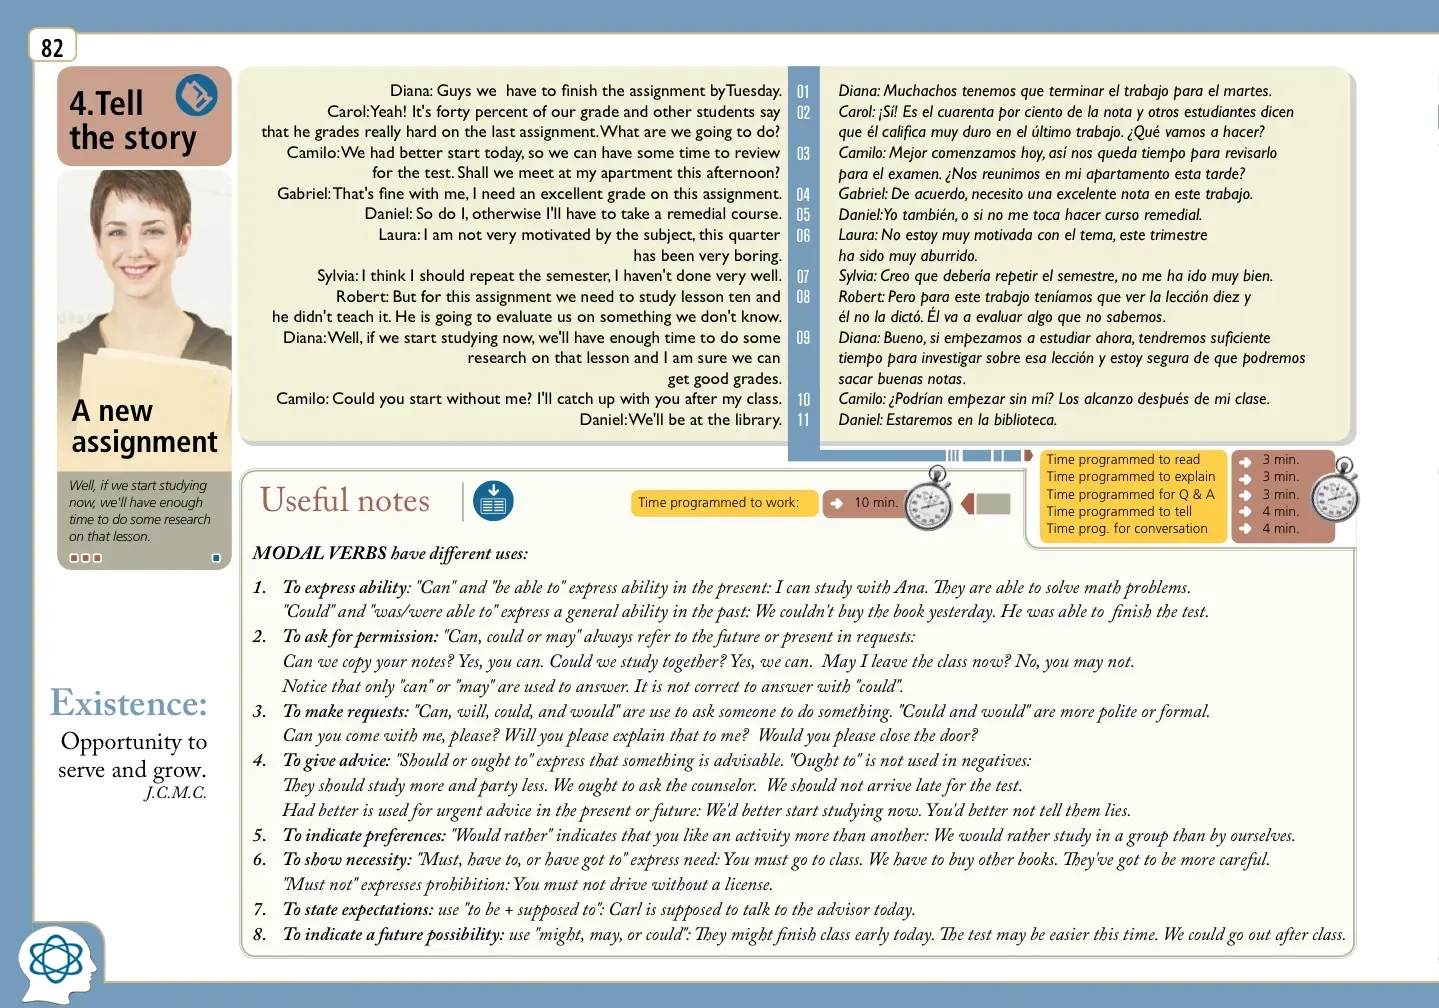 82
4.Tell
the story
A new
assignment
Well, if we start studying
now, we'll have enough
time to do some research
on that lesson.
Existence:
Opportunity to
serve and grow.
J.C.M.C.
Diana: Guys we have to finish the assignment byTuesday.
Carol:Yeah! It's forty percent of our grade and other students say
that he grades really hard on the last assignment.What are we going to do?
Camilo:We had better start today, so we can have some time to review
for the test. Shall we meet at my apartment this afternoon?
Gabriel:That's fine with me, I need an excellent grade on this assignment.
Daniel: So do I, otherwise I'll have to take a remedial course.
Laura: I am not very motivated by the subject, this quarter
has been very boring.
Sylvia: I think I should repeat the semester, I haven't done very well.
Robert: But for this assignment we need to study lesson ten and
he didn't teach it. He is going to evaluate us on something we don't know.
Diana:Well, if we start studying now, we'll have enough time to do some
research on that lesson and I am sure we can
get good grades.
Camilo: Could you start without me? I'll catch up with you after my class.
Daniel:We'll be at the library.
01
02
03
04
05
06
07
08
09
10
11
Diana: Muchachos tenemos que terminar el trabajo para el martes.
Carol: ¡Sí! Es el cuarenta por ciento de la nota y otros estudiantes dicen
que él califica muy duro en el último trabajo. ¿Qué vamos a hacer?
Camilo: Mejor comenzamos hoy, así nos queda tiempo para revisarlo
para el examen. ¿Nos reunimos en mi apartamento esta tarde?
Gabriel: De acuerdo, necesito una excelente nota en este trabajo.
Daniel:Yo también, o si no me toca hacer curso remedial.
Laura: No estoy muy motivada con el tema, este trimestre
ha sido muy aburrido.
Sylvia: Creo que debería repetir el semestre, no me ha ido muy bien.
Robert: Pero para este trabajo teníamos que ver la lección diez y
él no la dictó. Él va a evaluar algo que no sabemos.
Diana: Bueno, si empezamos a estudiar ahora, tendremos suficiente
tiempo para investigar sobre esa lección y estoy segura de que podremos
sacar buenas notas.
Camilo: ¿Podrían empezar sin mí? Los alcanzo después de mi clase.
Daniel: Estaremos en la biblioteca.
Time programmed to read 3 min.
Time programmed to explain 3 min.
Time programmed for Q & A 3 min.
Time programmed to tell 4 min.
Time prog. for conversation 4 min.
Useful notes
Time programmed to work: 10 min.
MODAL VERBS have different uses:
1. To express ability: "Can" and "be able to" express ability in the present: I can study with Ana. They are able to solve math problems.
"Could" and "was/were able to" express a general ability in the past: We couldn't buy the book yesterday. He was able to finish the test.
2. To ask for permission: "Can, could or may" always refer to the future or present in requests:
Can we copy your notes? Yes, you can. Could we study together? Yes, we can. May I leave the class now? No, you may not.
Notice that only "can" or "may" are used to answer. It is not correct to answer with "could".
3. To make requests: "Can, will, could, and would" are use to ask someone to do something. "Could and would" are more polite or formal.
Can you come with me, please? Will you please explain that to me? Would you please close the door?
4. To give advice: "Should or ought to" express that something is advisable. "Ought to" is not used in negatives:
They should study more and party less. We ought to ask the counselor. We should not arrive late for the test.
Had better is used for urgent advice in the present or future: We'd better start studying now. You'd better not tell them lies.
5. To indicate preferences: "Would rather" indicates that you like an activity more than another: We would rather study in a group than by ourselves.
6. To show necessity: "Must, have to, or have got to" express need: You must go to class. We have to buy other books. They've got to be more careful.
"Must not" expresses prohibition: You must not drive without a license.
7. To state expectations: use "to be + supposed to": Carl is supposed to talk to the advisor today.
8. To indicate a future possibility: use "might, may, or could": They might finish class early today. The test may be easier this time. We could go out after class.